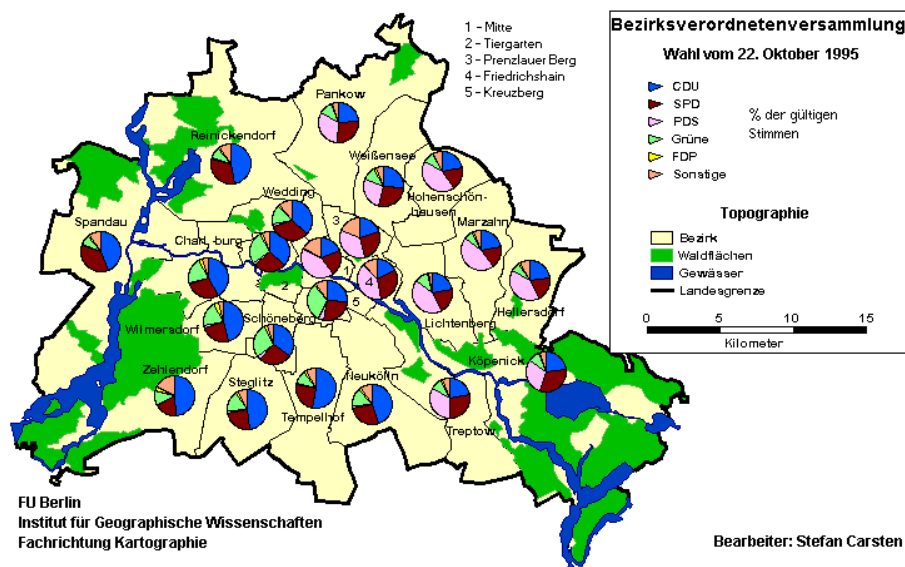 1 - Mitte
2 - Tiergarten
3 - Prenzlauer Berg
4 - Friedrichshain
5 - Kreuzberg
Bezirksverordnetenversammlung
Wahl vom 22. Oktober 1995
CDU
SPD
PDS
Grüne
FDP
Sonstige
% der gültigen
Stimmen
Topographie
Bezirk
Waldflächen
Gewässer
Landesgrenze
0 5 10 15
Kilometer
Pankow
Reinickendorf
Weißensee
Wedding
Hohenschön-
hausen
Spandau
3
Marzahn
Charl.-burg
1
2
4
5
Hellersdorf
Lichtenberg
Wilmersdorf
Schöneberg
Köpenick
Zehlendorf
Steglitz
Neukölln
Tempelhof
Treptow
FU Berlin
Institut für Geographische Wissenschaften
Fachrichtung Kartographie
Bearbeiter: Stefan Carsten